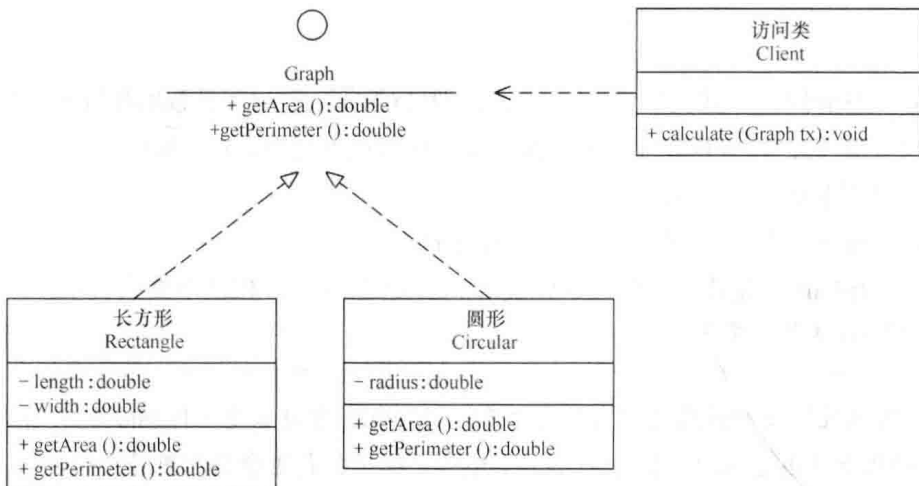 Graph
+ getArea ():double
+getPerimeter ():double
访问类
Client
+ calculate (Graph tx): void
长方形
Rectangle
− length:double
− width:double
+ getArea ():double
+ getPerimeter ():double
圆形
Circular
− radius:double
+ getArea ():double
+ getPerimeter ():double